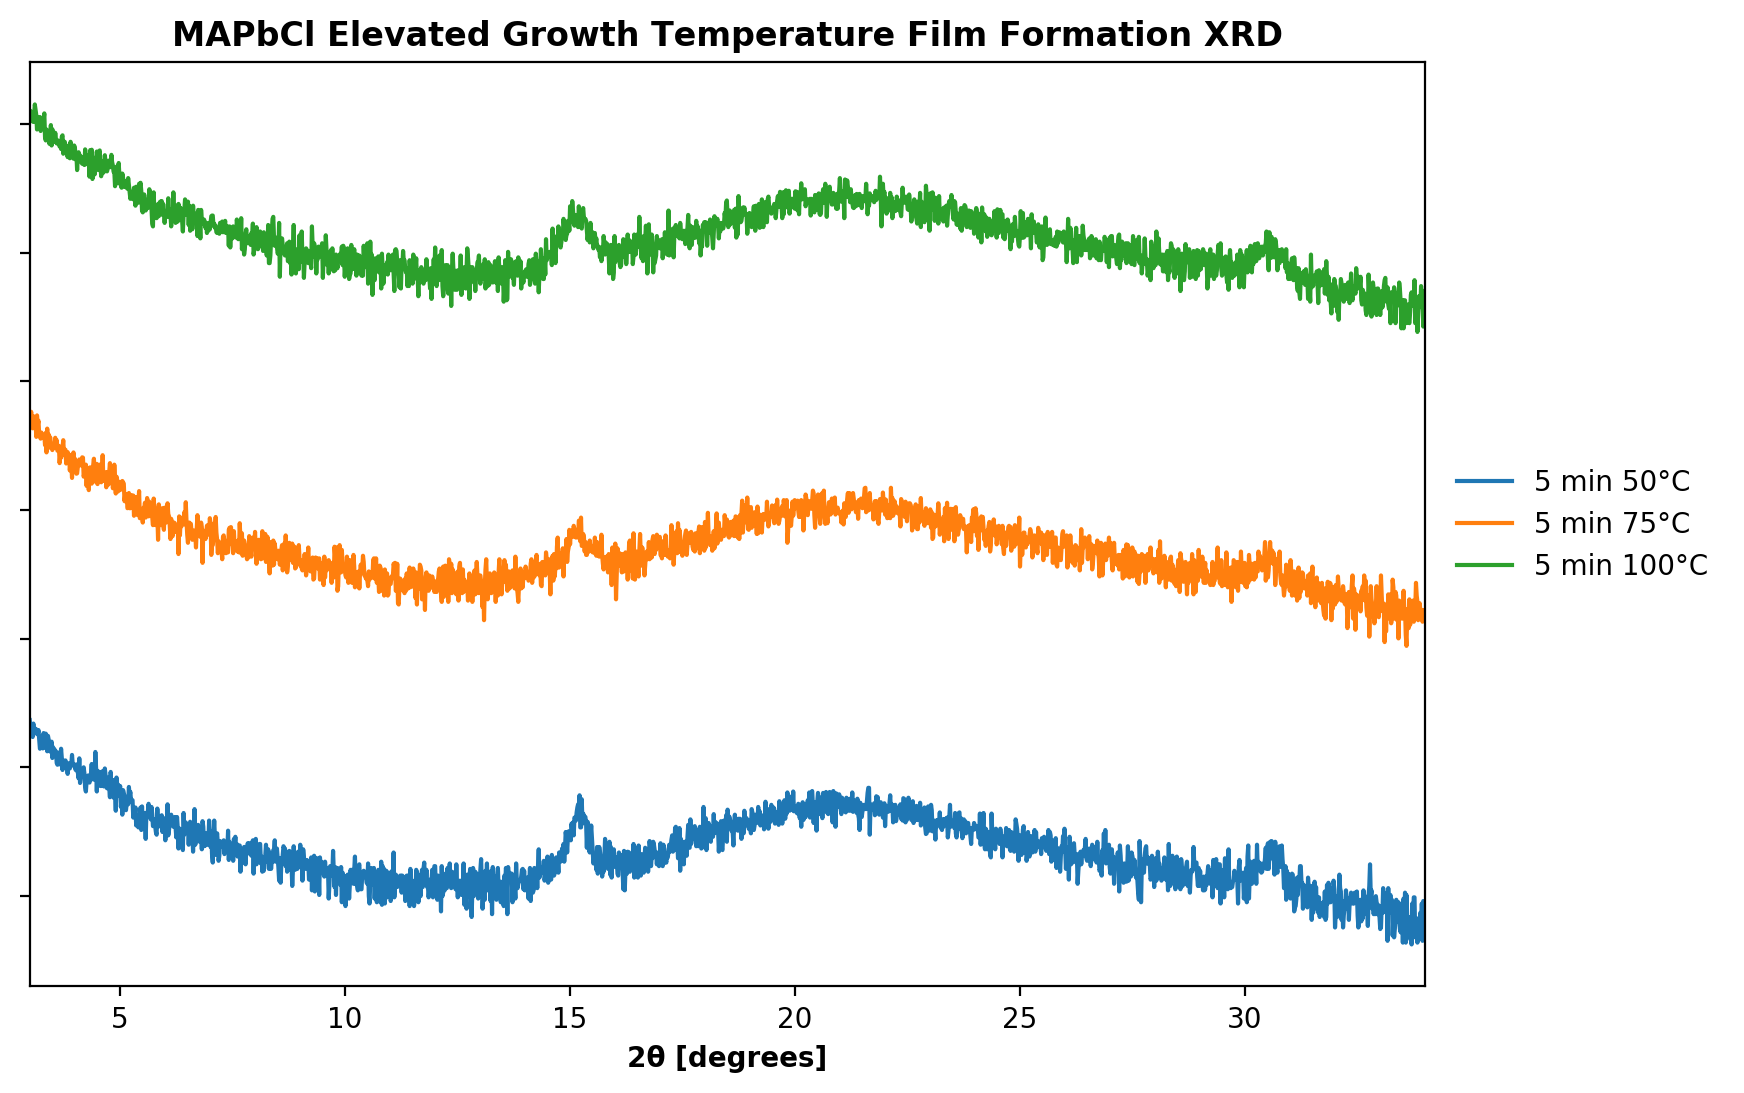 MAPbCl Elevated Growth Temperature Film Formation XRD
5 min 50°C
5 min 75°C
5 min 100°C
5 10 15 20 25 30
2θ [degrees]